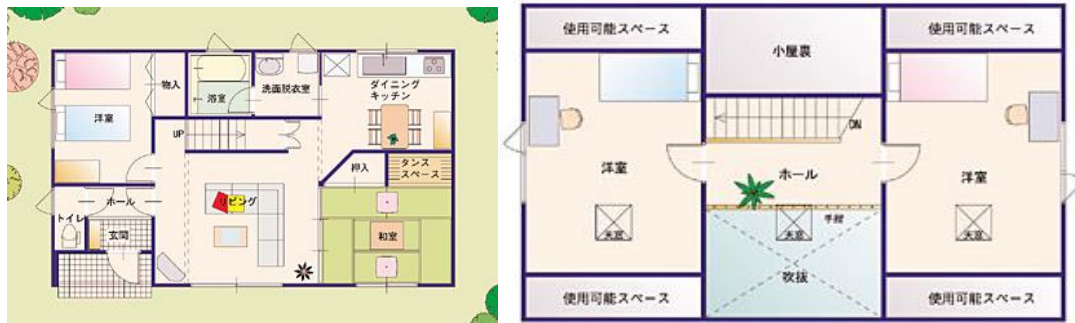 物入
浴室
洗面脱衣室
ダイニング
キッチン
洋室
UP
押入
タンス
スペース
ホール
リビング
トイレ
玄関
和室
使用可能スペース
小屋裏
使用可能スペース
DN
洋室
ホール
洋室
天窓
天窓
天窓
手摺
吹抜
使用可能スペース
使用可能スペース